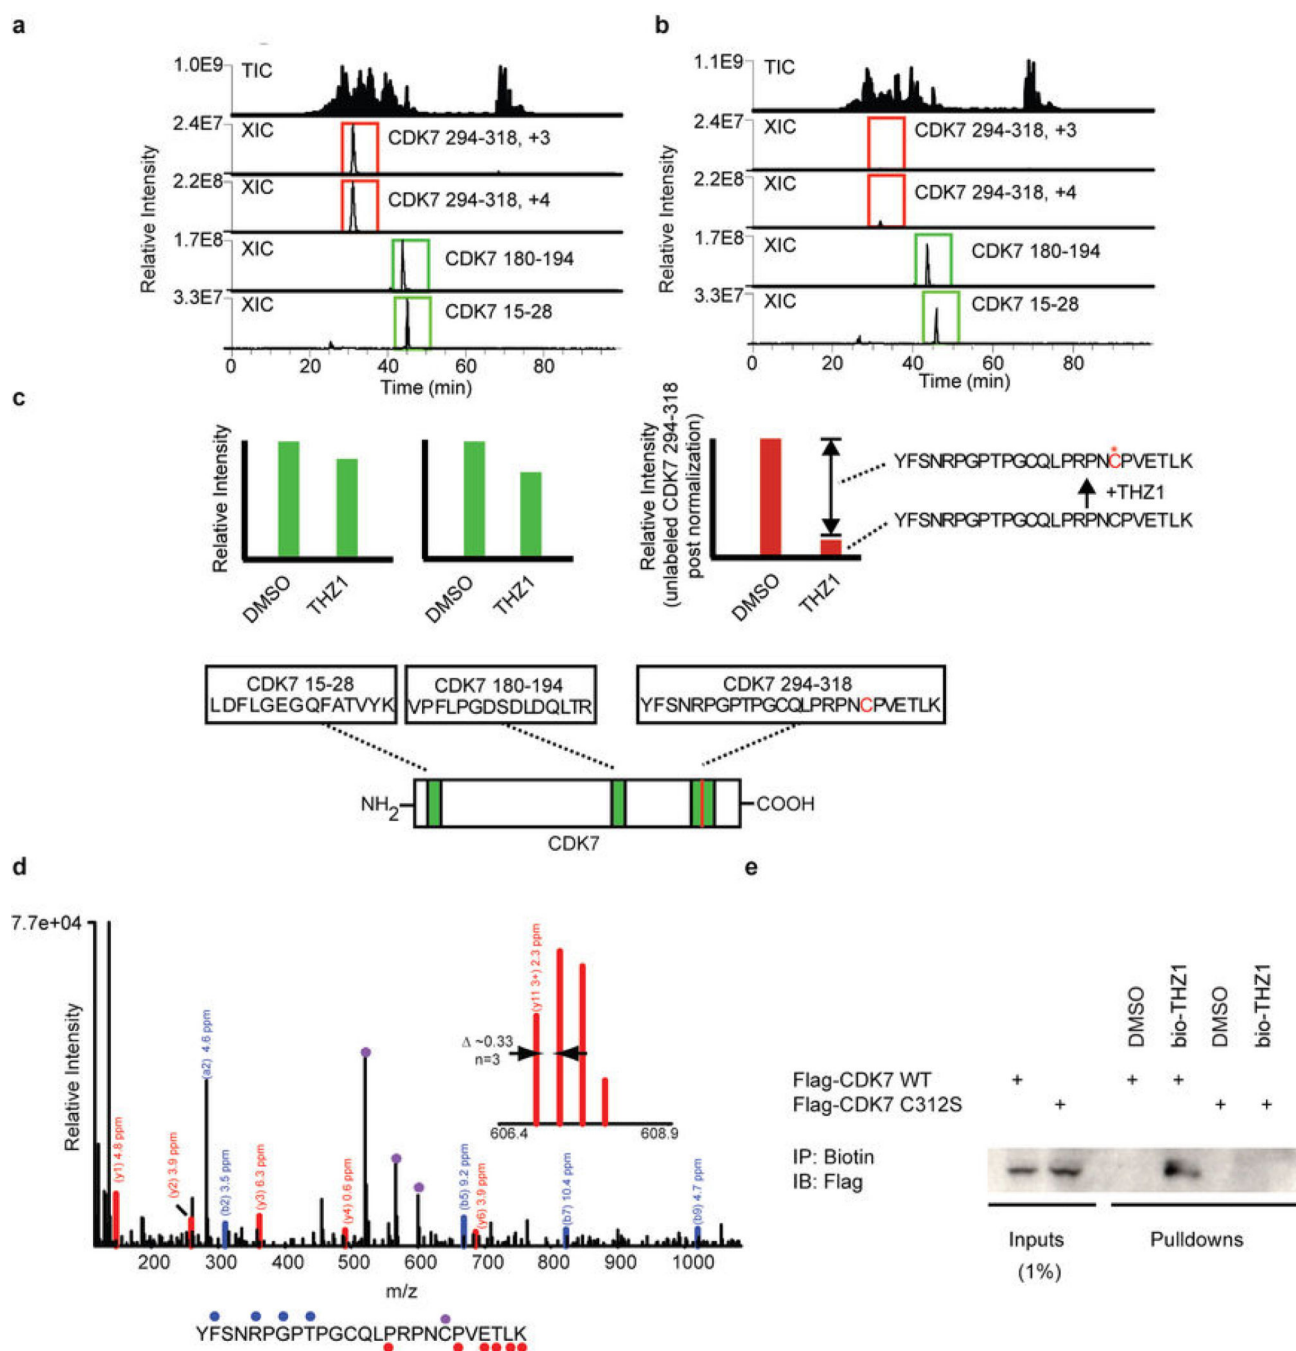 a
1.0E9
TIC
2.4E7
XIC
CDK7 294-318, +3
2.2E8
XIC
CDK7 294-318, +4
1.7E8
XIC
CDK7 180-194
3.3E7
XIC
CDK7 15-28
Relative Intensity
0 20 40 60 80
Time (min)
b
1.1E9
TIC
2.4E7
XIC
CDK7 294-318, +3
2.2E8
XIC
CDK7 294-318, +4
1.7E8
XIC
CDK7 180-194
3.3E7
XIC
CDK7 15-28
Relative Intensity
0 20 40 60 80
Time (min)
c
Relative Intensity
DMSO
THZ1
DMSO
THZ1
Relative Intensity
(unlabeled CDK7 294-318
post normalization)
DMSO
THZ1
*
YFSNRPGPTPGCQLPRPNCPVETLK
+THZ1
YFSNRPGPTPGCQLPRPNCPVETLK
CDK7 15-28
LDFLGEGQFATVYK
CDK7 180-194
VPFLPGDSDLDQLTR
CDK7 294-318
YFSNRPGPTPGCQLPRPNCPVETLK
NH2
COOH
CDK7
d
7.7e+04
Relative Intensity
(y1) 4.8 ppm
(y2) 3.9 ppm
(a2) 4.6 ppm
(b2) 3.5 ppm
(y3) 6.3 ppm
(y4) 0.6 ppm
(b5) 9.2 ppm
(y6) 3.9 ppm
(b7) 10.4 ppm
(b9) 4.7 ppm
(y11 3+) 2.3 ppm
Δ ~0.33
n=3
606.4 608.9
200 300 400 500 600 700 800 900 1000
m/z
YFSNRPGPTPGCQLPRPNCPVETLK
e
DMSO
bio-THZ1
DMSO
bio-THZ1
Flag-CDK7 WT + + +
Flag-CDK7 C312S + + +
IP: Biotin
IB: Flag
Inputs
(1%)
Pulldowns